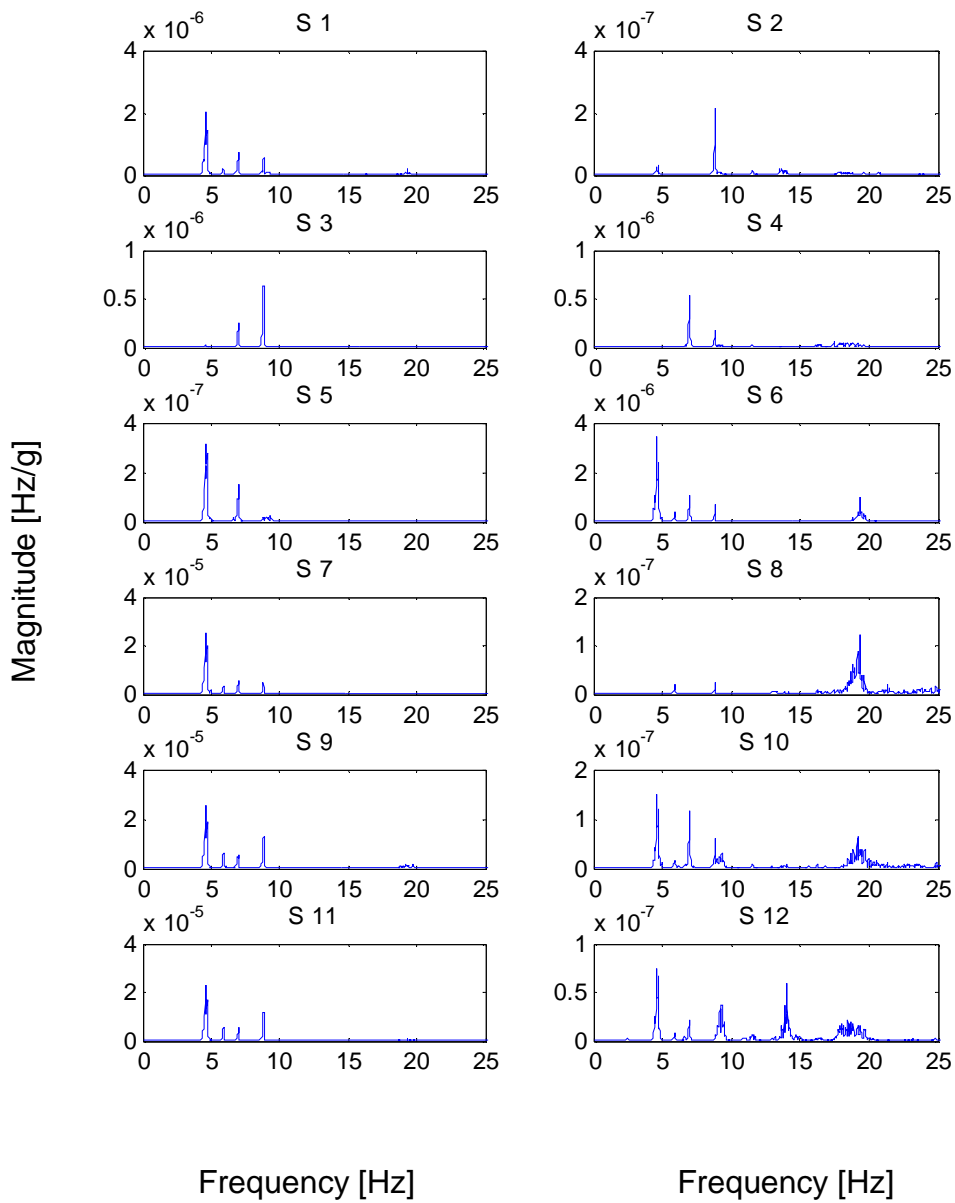 x 10-6 S 1 x 10-7 S 2
4 4
2 2
0 0
0 5 10 15 20 25 0 5 10 15 20 25
x 10-6 S 3 x 10-6 S 4
1 1
0.5 0.5
0 0
0 5 10 15 20 25 0 5 10 15 20 25
x 10-7 S 5 x 10-6 S 6
4 4
2 2
0 0
0 5 10 15 20 25 0 5 10 15 20 25
Magnitude [Hz/g]
x 10-5 S 7 x 10-7 S 8
4 2
2 1
0 0
0 5 10 15 20 25 0 5 10 15 20 25
x 10-5 S 9 x 10-7 S 10
4 2
2 1
0 0
0 5 10 15 20 25 0 5 10 15 20 25
x 10-5 S 11 x 10-7 S 12
4 1
2 0.5
0 0
0 5 10 15 20 25 0 5 10 15 20 25
Frequency [Hz] Frequency [Hz]